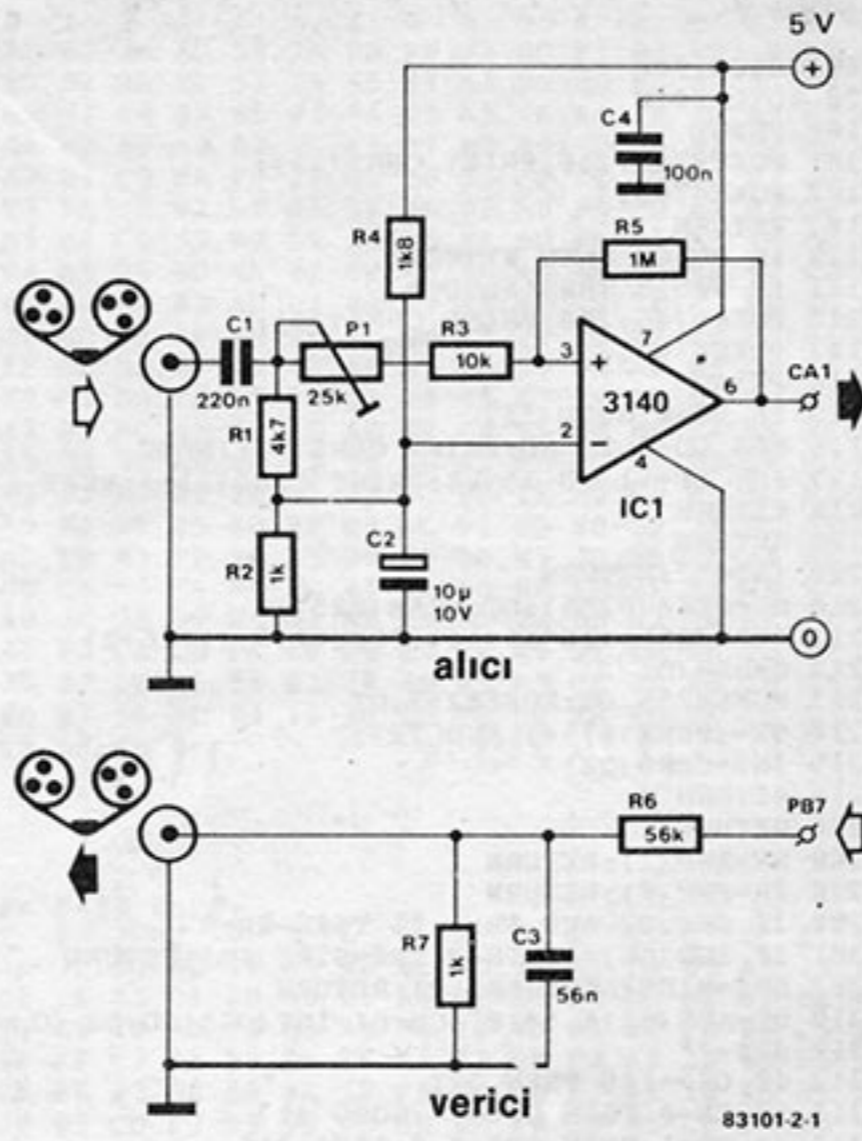 5 V
+
C4
100n
R4
1k8
R5
1M
C1
220n
P1
25k
R3
10k
3
+
7
*
3140
6
CA1
2
−
4
IC1
R1
4k7
C2
10µ
10V
R2
1k
0
alıcı
R6
56k
PB7
R7
1k
C3
56n
verici
83101-2-1